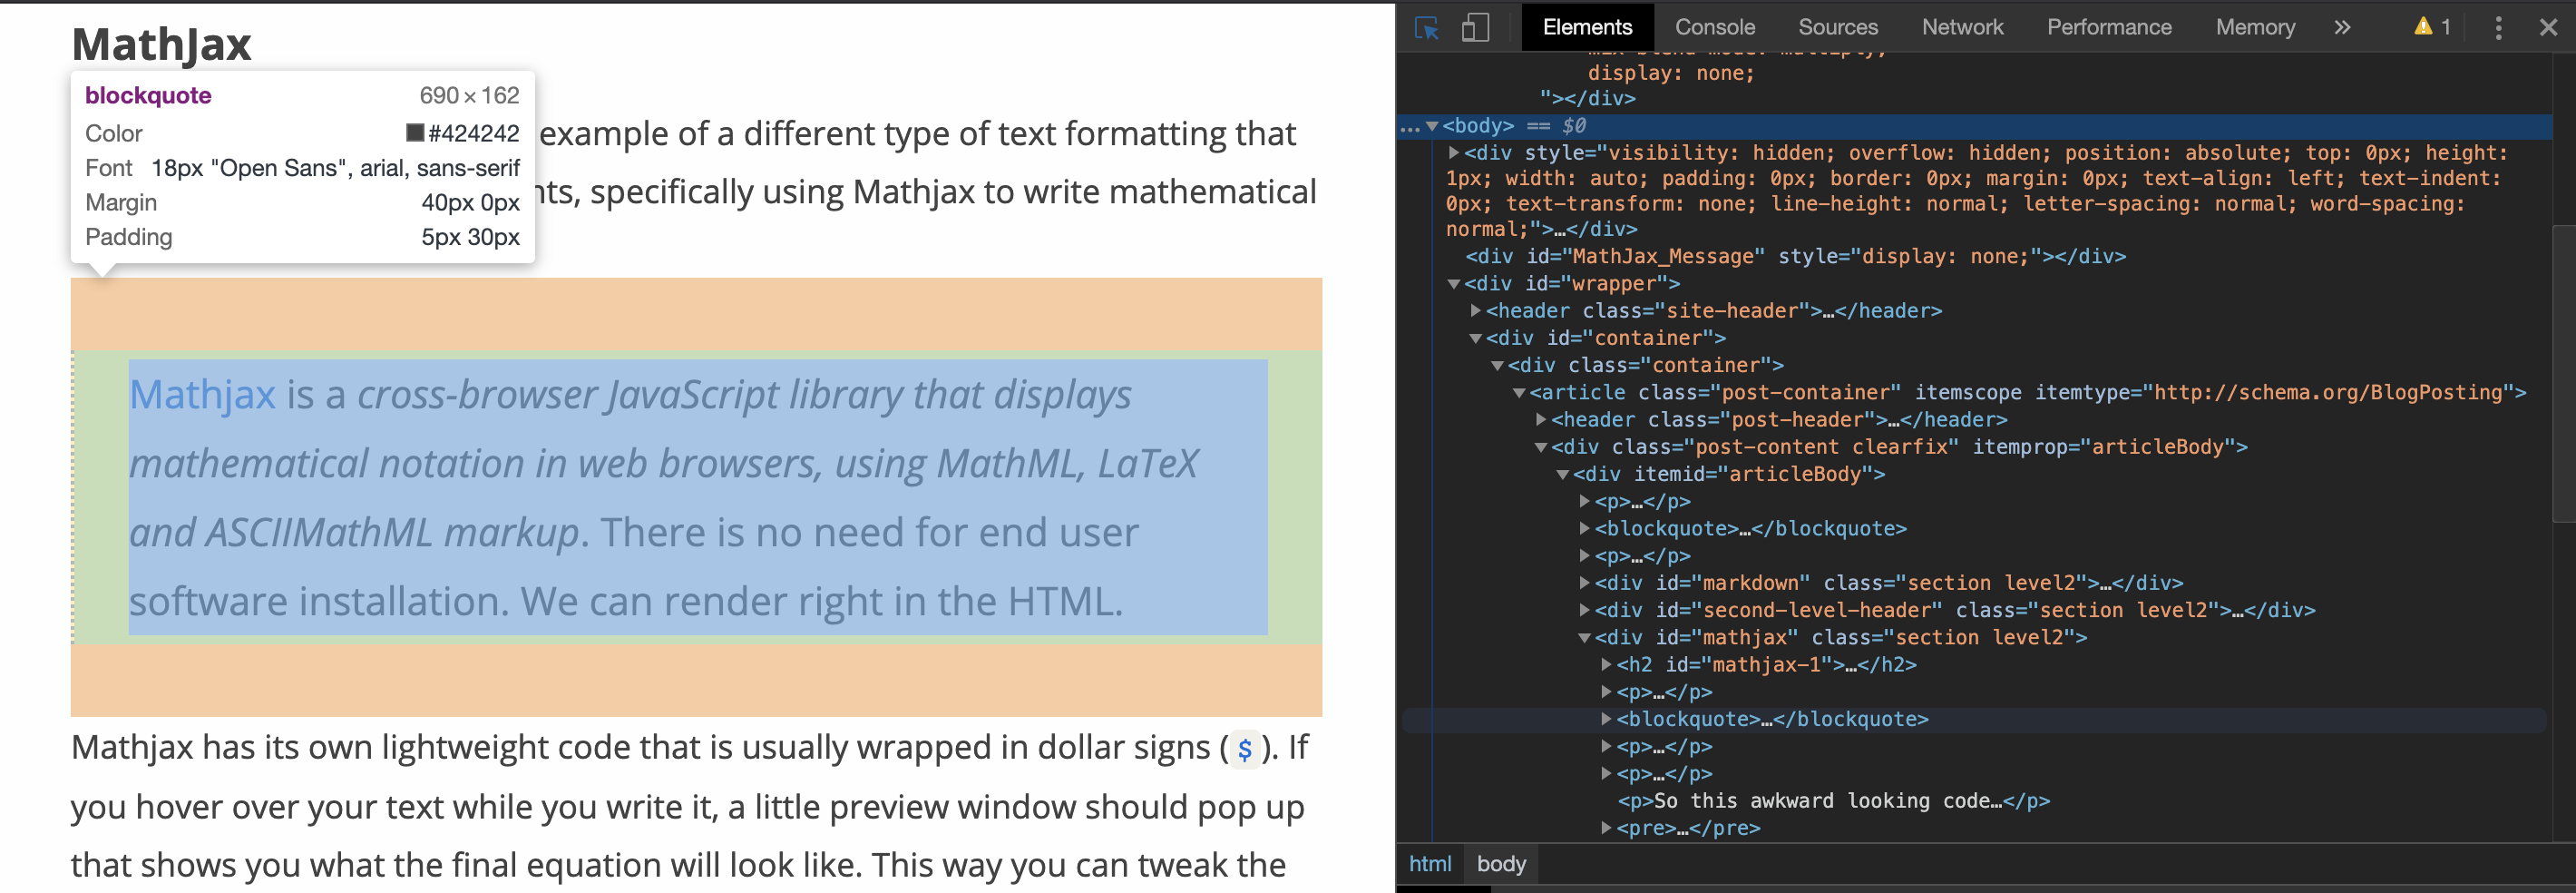 MathJax
blockquote 690 × 162
Color #424242
Font 18px "Open Sans", arial, sans-serif
Margin 40px 0px
Padding 5px 30px
example of a different type of text formatting that
nts, specifically using Mathjax to write mathematical
Mathjax is a cross-browser JavaScript library that displays
mathematical notation in web browsers, using MathML, LaTeX
and ASCIIMathML markup. There is no need for end user
software installation. We can render right in the HTML.
Mathjax has its own lightweight code that is usually wrapped in dollar signs ($). If
you hover over your text while you write it, a little preview window should pop up
that shows you what the final equation will look like. This way you can tweak the
Elements Console Sources Network Performance Memory » 1
mix-blend-mode: multiply;
display: none;
"></div>
…<body> == $0
<div style="visibility: hidden; overflow: hidden; position: absolute; top: 0px; height:
1px; width: auto; padding: 0px; border: 0px; margin: 0px; text-align: left; text-indent:
0px; text-transform: none; line-height: normal; letter-spacing: normal; word-spacing:
normal;">…</div>
<div id="MathJax_Message" style="display: none;"></div>
<div id="wrapper">
<header class="site-header">…</header>
<div id="container">
<div class="container">
<article class="post-container" itemscope itemtype="http://schema.org/BlogPosting">
<header class="post-header">…</header>
<div class="post-content clearfix" itemprop="articleBody">
<div itemid="articleBody">
<p>…</p>
<blockquote>…</blockquote>
<p>…</p>
<div id="markdown" class="section level2">…</div>
<div id="second-level-header" class="section level2">…</div>
<div id="mathjax" class="section level2">
<h2 id="mathjax-1">…</h2>
<p>…</p>
<blockquote>…</blockquote>
<p>…</p>
<p>…</p>
<p>So this awkward looking code…</p>
<pre>…</pre>
html body